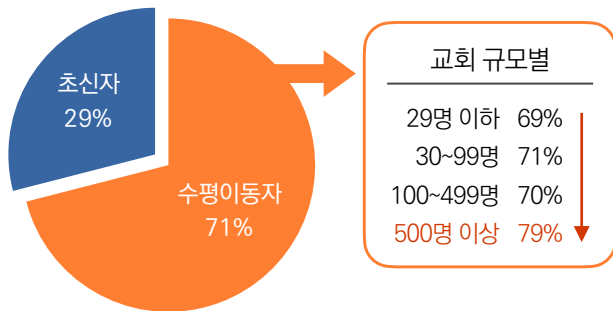 초신자
29%
수평이동자
71%
교회 규모별
29명 이하 69%
30~99명 71%
100~499명 70%
500명 이상 79%